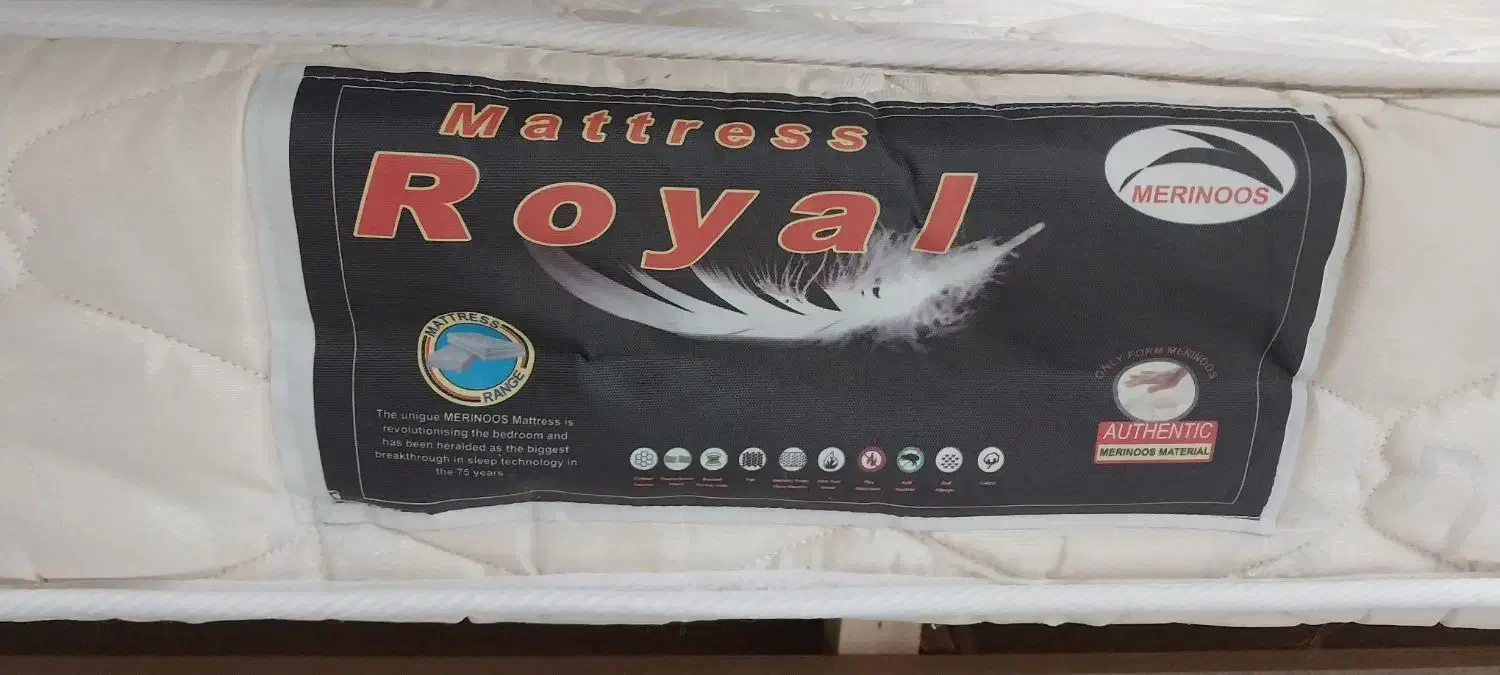 Mattress
Royal
MERINOOS
MATTRESS
RANGE
The unique MERINOOS Mattress is
revolutionising the bedroom and
has been heralded as the biggest
breakthrough in sleep technology in
the 75 years
ONLY FORM MERINOOS
AUTHENTIC
MERINOOS MATERIAL